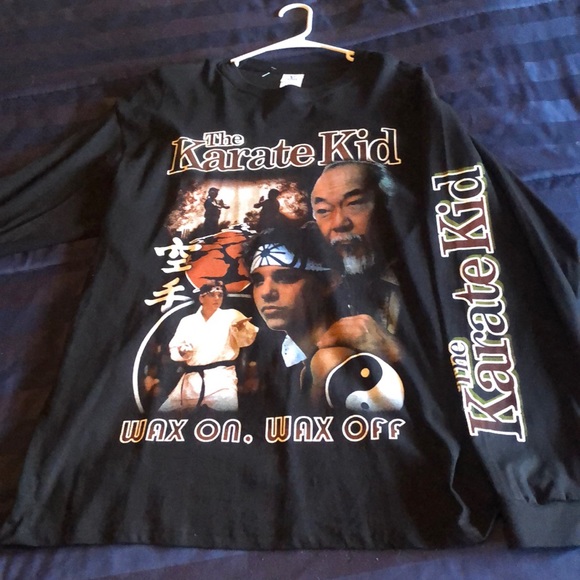 The
Karate Kid
空
手
WAX ON, WAX OFF
The Karate Kid